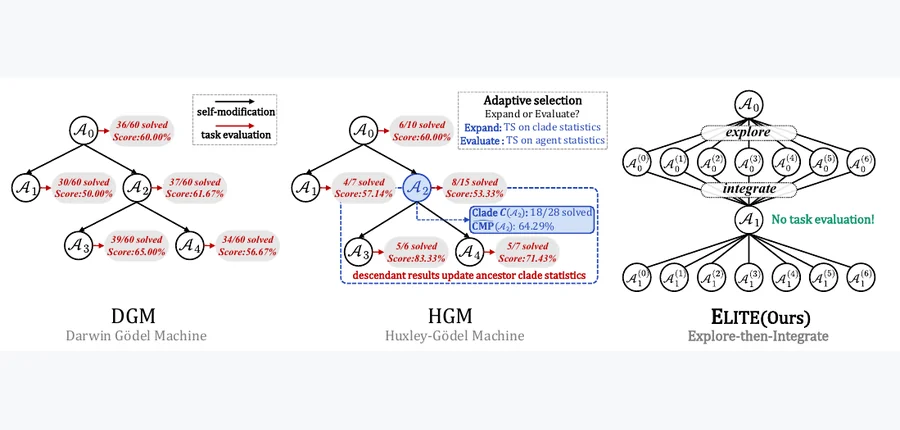 36/60 solved
Score:60.00%
𝒜₀
self-modification
task evaluation
30/60 solved
Score:50.00%
𝒜₁
37/60 solved
Score:61.67%
𝒜₂
39/60 solved
Score:65.00%
𝒜₃
34/60 solved
Score:56.67%
𝒜₄
DGM
Darwin Gödel Machine
6/10 solved
Score:60.00%
𝒜₀
Adaptive selection
Expand or Evaluate?
Expand: TS on clade statistics
Evaluate : TS on agent statistics
4/7 solved
Score:57.14%
𝒜₁
8/15 solved
Score:53.33%
𝒜₂
Clade C(𝒜₂): 18/28 solved
CMP(𝒜₂): 64.29%
5/6 solved
Score:83.33%
𝒜₃
5/7 solved
Score:71.43%
𝒜₄
descendant results update ancestor clade statistics
HGM
Huxley-Gödel Machine
𝒜₀
explore
𝒜₀⁽⁰⁾ 𝒜₀⁽¹⁾ 𝒜₀⁽²⁾ 𝒜₀⁽³⁾ 𝒜₀⁽⁴⁾ 𝒜₀⁽⁵⁾ 𝒜₀⁽⁶⁾
integrate
𝒜₁
No task evaluation!
𝒜₁⁽⁰⁾ 𝒜₁⁽¹⁾ 𝒜₁⁽²⁾ 𝒜₁⁽³⁾ 𝒜₁⁽⁴⁾ 𝒜₁⁽⁵⁾ 𝒜₁⁽⁶⁾
ELITE(Ours)
Explore-then-Integrate